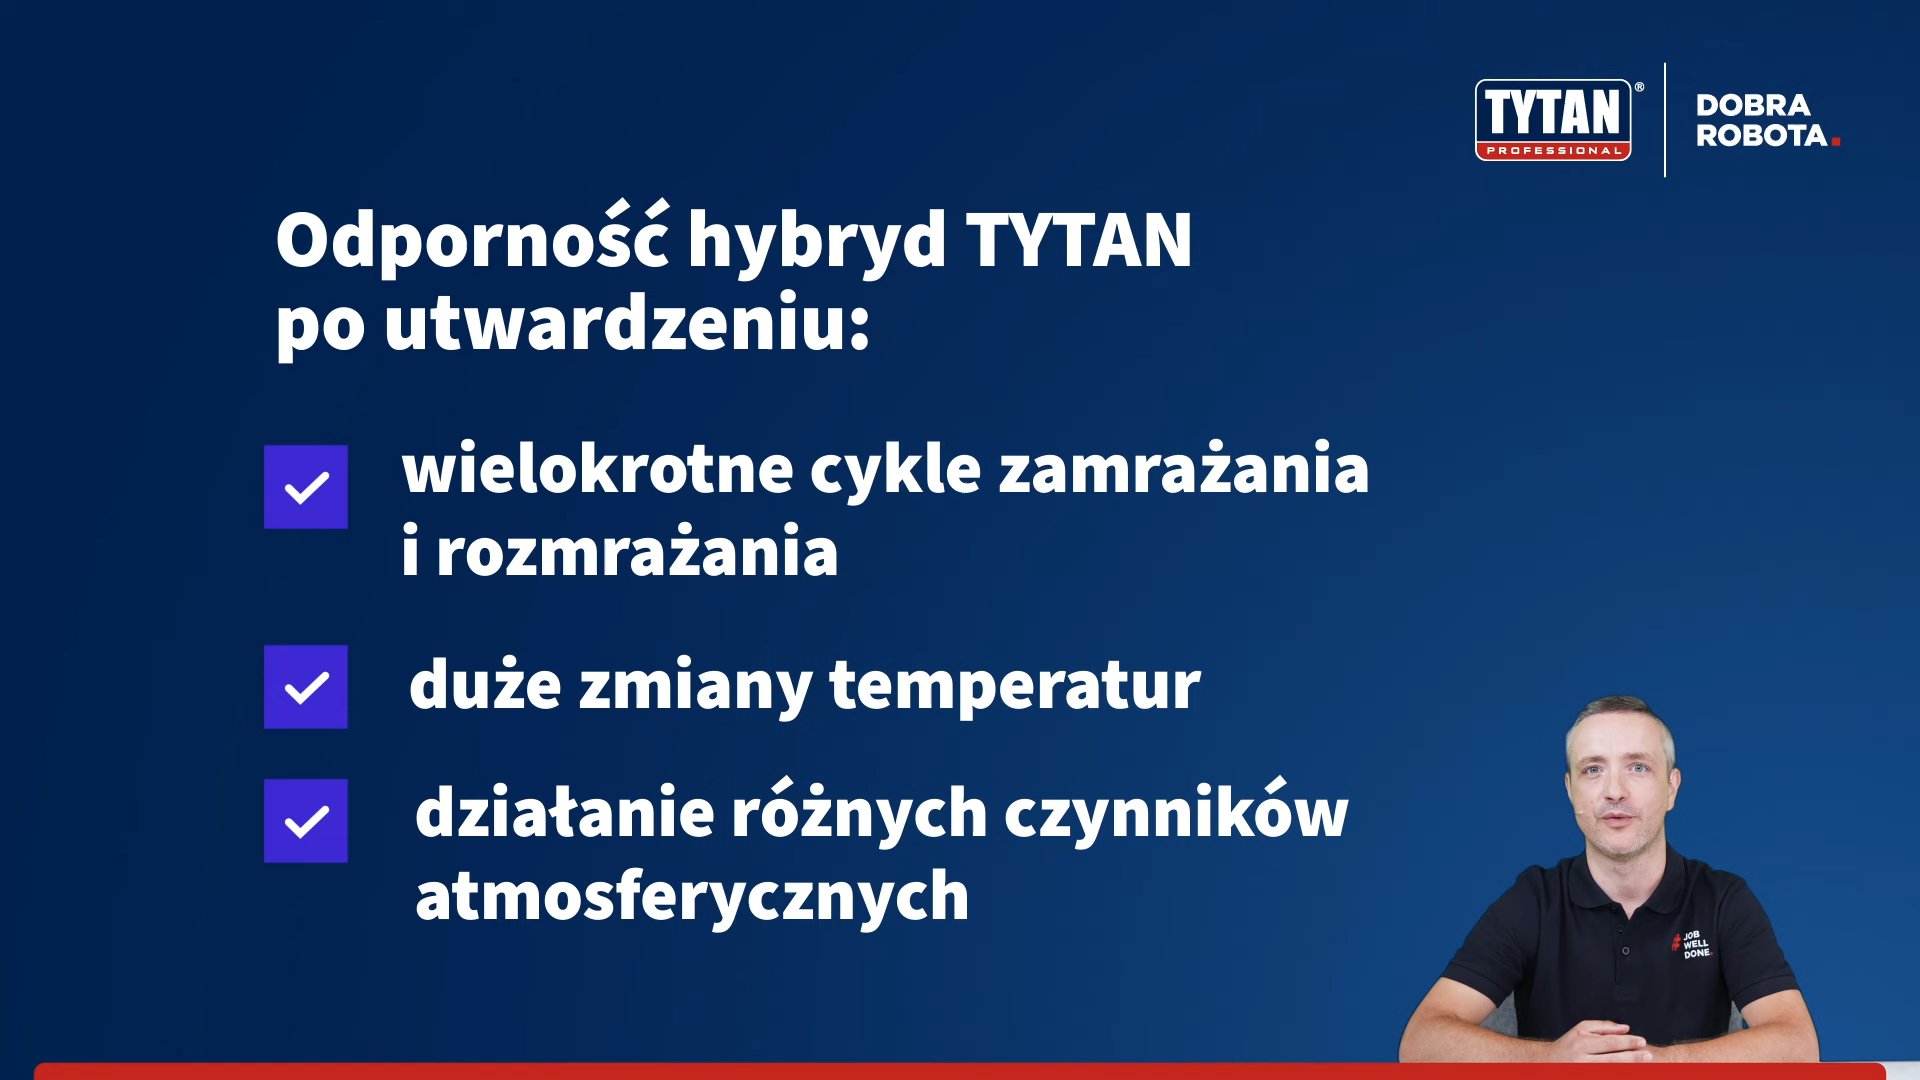 TYTAN®
PROFESSIONAL
DOBRA
ROBOTA.
Odporność hybryd TYTAN
po utwardzeniu:
wielokrotne cykle zamrażania
i rozmrażania
duże zmiany temperatur
działanie różnych czynników
atmosferycznych
#JOB
WELL
DONE.